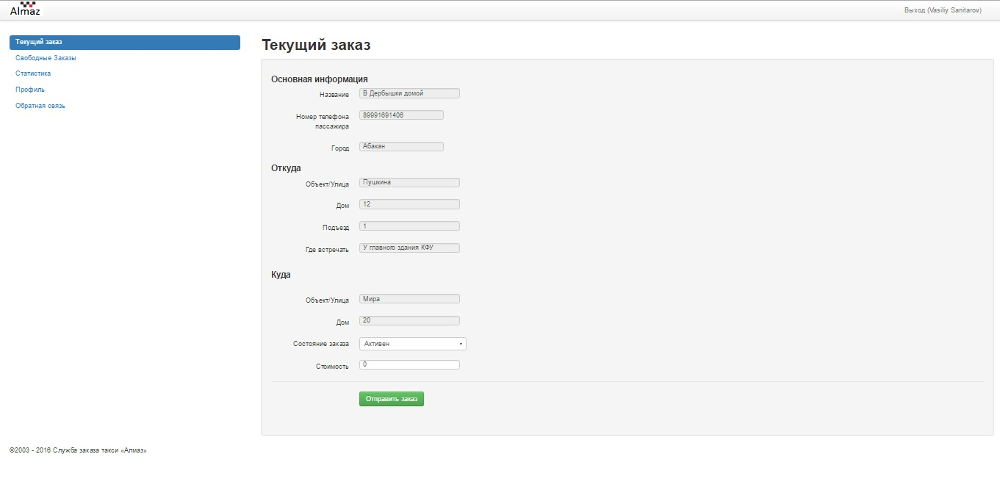 Almaz
Выход (Vasiliy Sanitarov)
Текущий заказ
Свободные Заказы
Статистика
Профиль
Обратная связь
Текущий заказ
Основная информация
Название В Дербышки домой
Номер телефона пассажира 89991691406
Город Абакан
Откуда
Объект/Улица Пушкина
Дом 12
Подъезд 1
Где встречать У главного здания КФУ
Куда
Объект/Улица Мира
Дом 20
Состояние заказа Активен
Стоимость 0
Отправить заказ
©2003 - 2016 Служба заказа такси «Алмаз»